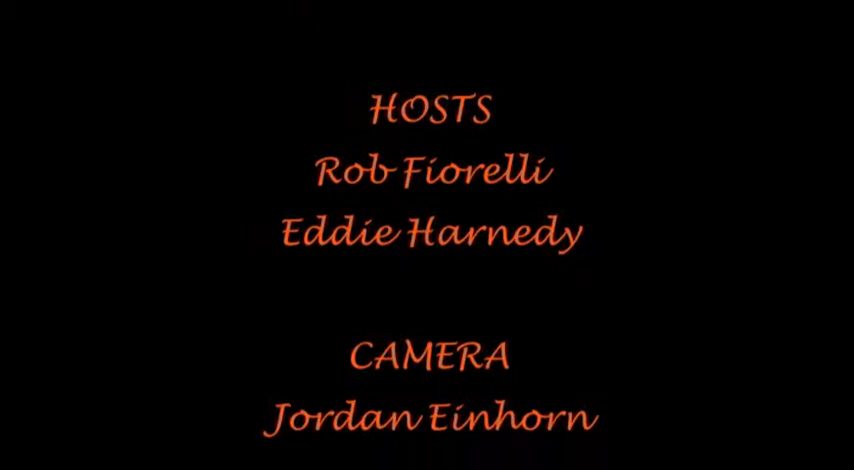 HOSTS
Rob Fiorelli
Eddie Harnedy
CAMERA
Jordan Einhorn